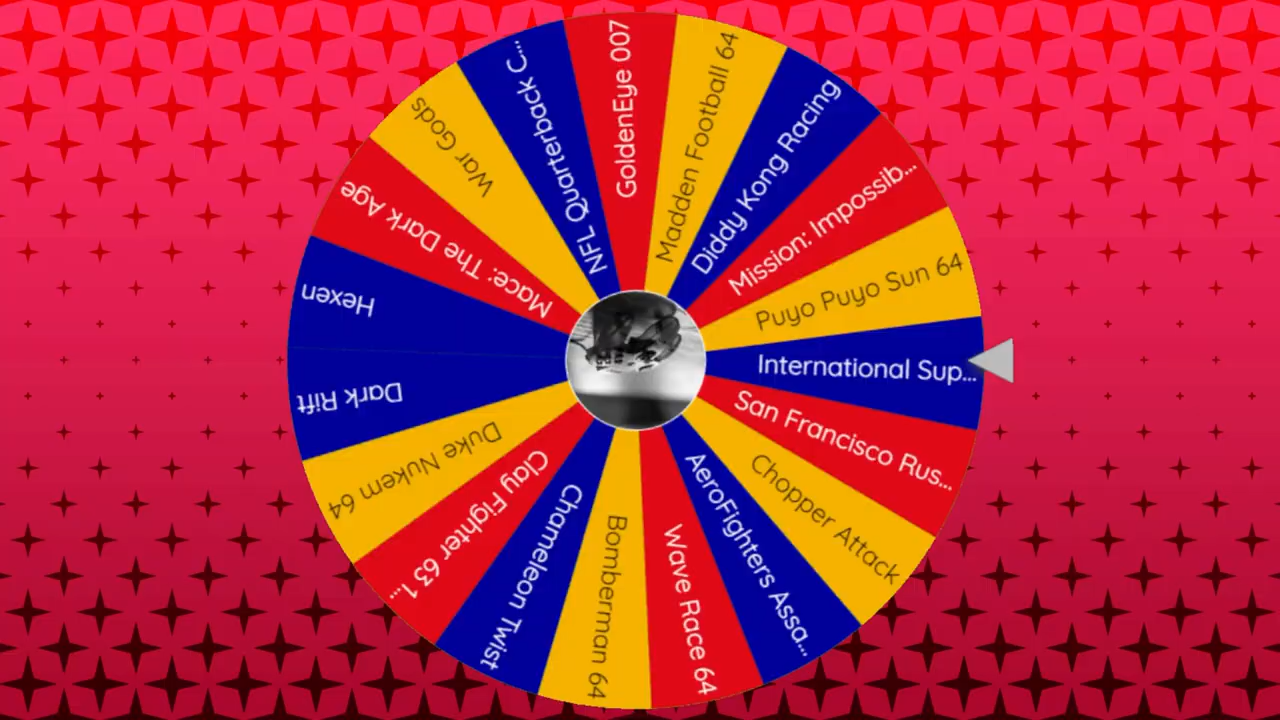 GoldenEye 007
Madden Football 64
Diddy Kong Racing
Mission: Impossib...
Puyo Puyo Sun 64
International Sup...
San Francisco Rus...
Chopper Attack
AeroFighters Assa...
Wave Race 64
Bomberman 64
Chameleon Twist
Clay Fighter 63 1...
Duke Nukem 64
Dark Rift
Hexen
Mace: The Dark Age
War Gods
NFL Quarterback C...